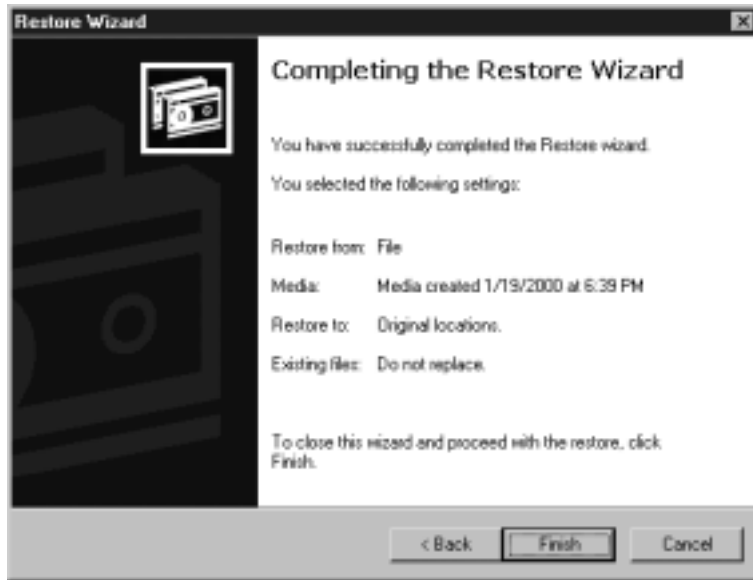 Restore Wizard
Completing the Restore Wizard
You have successfully completed the Restore wizard.
You selected the following settings:
Restore from: File
Media: Media created 1/19/2000 at 6:39 PM
Restore to: Original locations.
Existing files: Do not replace.
To close this wizard and proceed with the restore, click
Finish.
< Back Finish Cancel